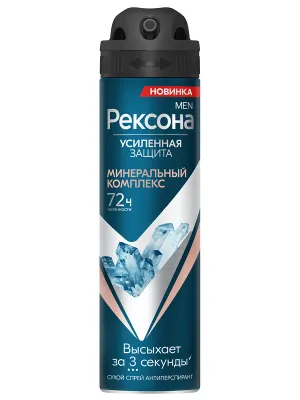 НОВИНКА
MEN
Рексона
УСИЛЕННАЯ
ЗАЩИТА
МИНЕРАЛЬНЫЙ
КОМПЛЕКС
72ч
Высыхает
за 3 секунды
СУХОЙ СПРЕЙ АНТИПЕРСПИРАНТ